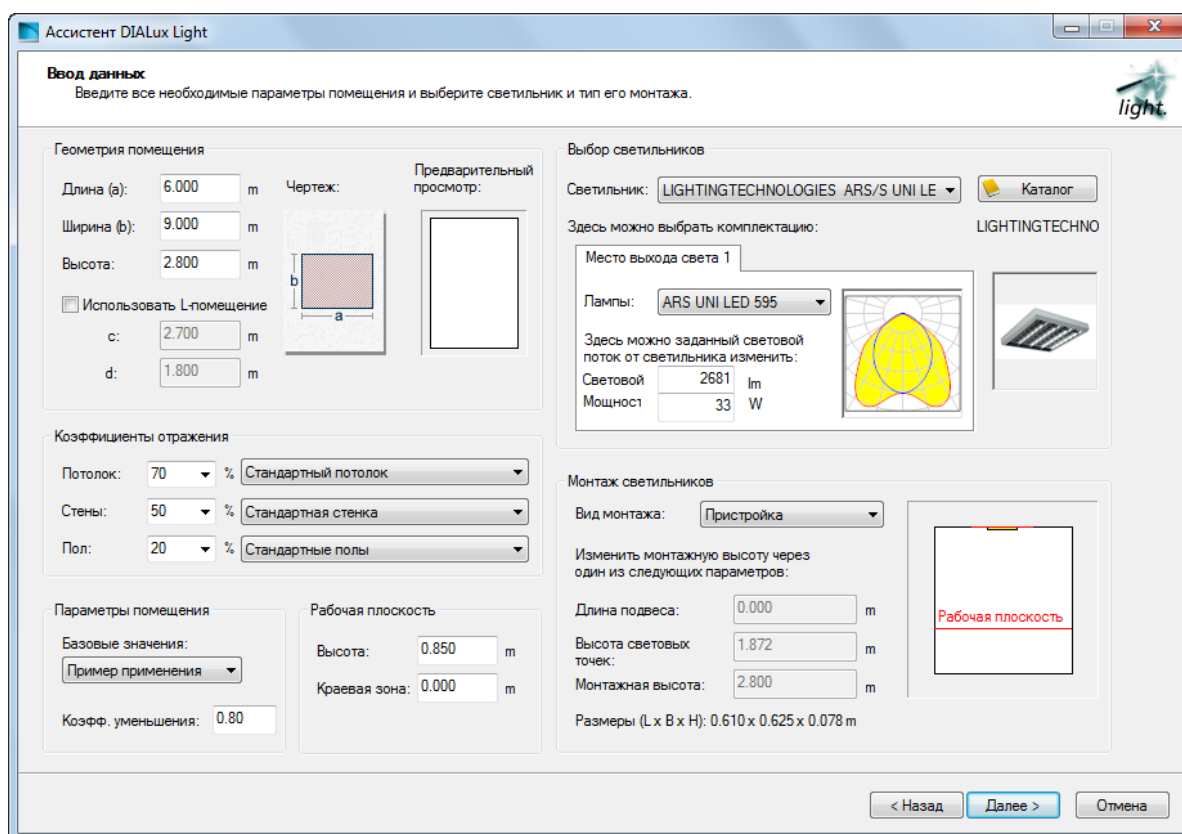 Ассистент DIALux Light
Ввод данных
Введите все необходимые параметры помещения и выберите светильник и тип его монтажа.
light.
Геометрия помещения
Длина (a): 6.000 m
Ширина (b): 9.000 m
Высота: 2.800 m
Использовать L-помещение
c: 2.700 m
d: 1.800 m
Чертеж:
b
a
Предварительный
просмотр:
Коэффициенты отражения
Потолок: 70 % Стандартный потолок
Стены: 50 % Стандартная стенка
Пол: 20 % Стандартные полы
Параметры помещения
Базовые значения:
Пример применения
Коэфф. уменьшения: 0.80
Рабочая плоскость
Высота: 0.850 m
Краевая зона: 0.000 m
Выбор светильников
Светильник: LIGHTINGTECHNOLOGIES ARS/S UNI LE Каталог
Здесь можно выбрать комплектацию: LIGHTINGTECHNO
Место выхода света 1
Лампы: ARS UNI LED 595
Здесь можно заданный световой
поток от светильника изменить:
Световой 2681 lm
Мощност 33 W
Монтаж светильников
Вид монтажа: Пристройка
Изменить монтажную высоту через
один из следующих параметров:
Длина подвеса: 0.000 m
Высота световых
точек: 1.872 m
Монтажная высота: 2.800 m
Размеры (L x B x H): 0.610 x 0.625 x 0.078 m
Рабочая плоскость
< Назад Далее > Отмена